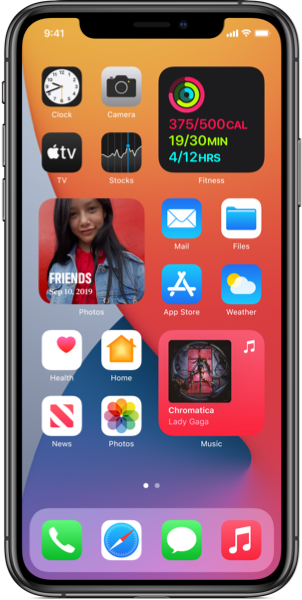 9:41
Clock
Camera
375/500CAL
19/30MIN
4/12HRS
tv
TV
Stocks
Fitness
FRIENDS
Sep 10, 2019
Photos
Mail
Files
App Store
Weather
Health
Home
Chromatica
Lady Gaga
News
Photos
Music